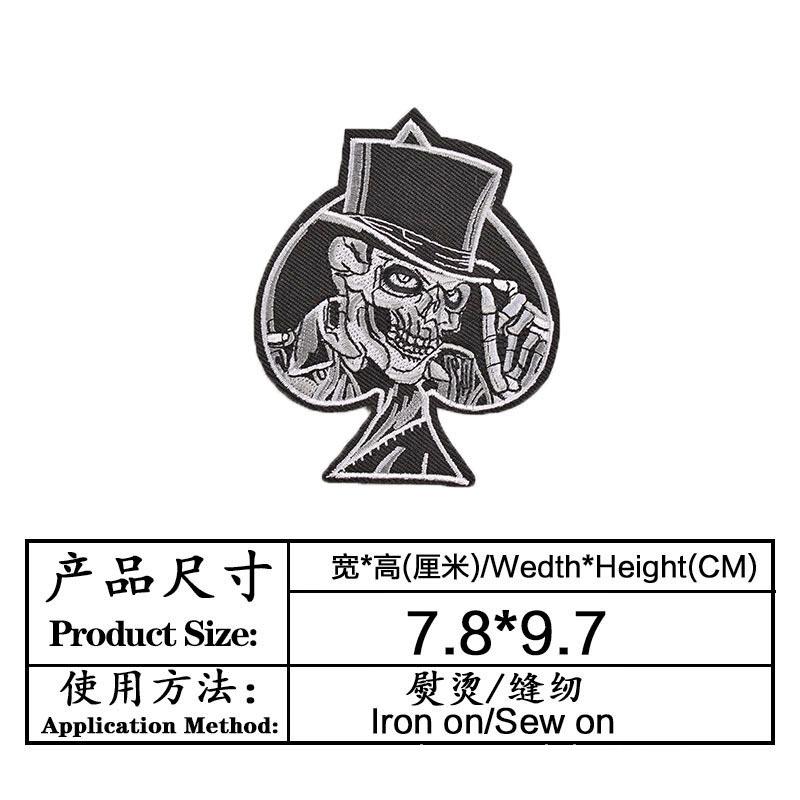 产品尺寸
Product Size:
宽*高(厘米)/Wedth*Height(CM)
7.8*9.7
使用方法：
Application Method:
熨烫/缝纫
Iron on/Sew on